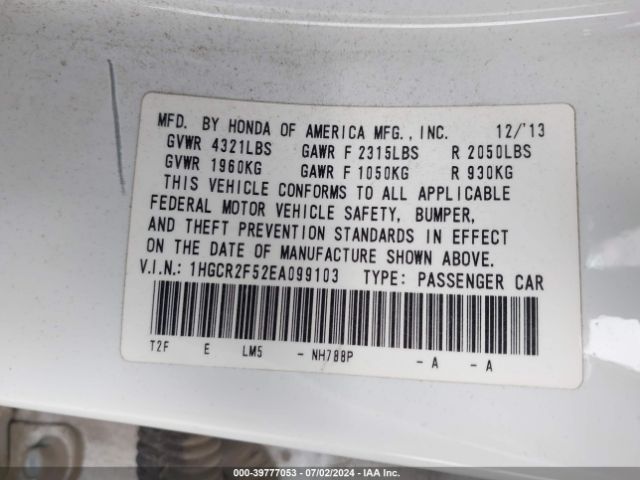 MFD. BY HONDA OF AMERICA MFG., INC. 12/'13
GVWR 4321LBS GAWR F 2315LBS R 2050LBS
GVWR 1960KG GAWR F 1050KG R 930KG
THIS VEHICLE CONFORMS TO ALL APPLICABLE
FEDERAL MOTOR VEHICLE SAFETY, BUMPER,
AND THEFT PREVENTION STANDARDS IN EFFECT
ON THE DATE OF MANUFACTURE SHOWN ABOVE.
V.I.N.: 1HGCR2F52EA099103 TYPE: PASSENGER CAR
T2F E LM5 - NH788P - A - A
000-39777053 - 07/02/2024 - IAA Inc.